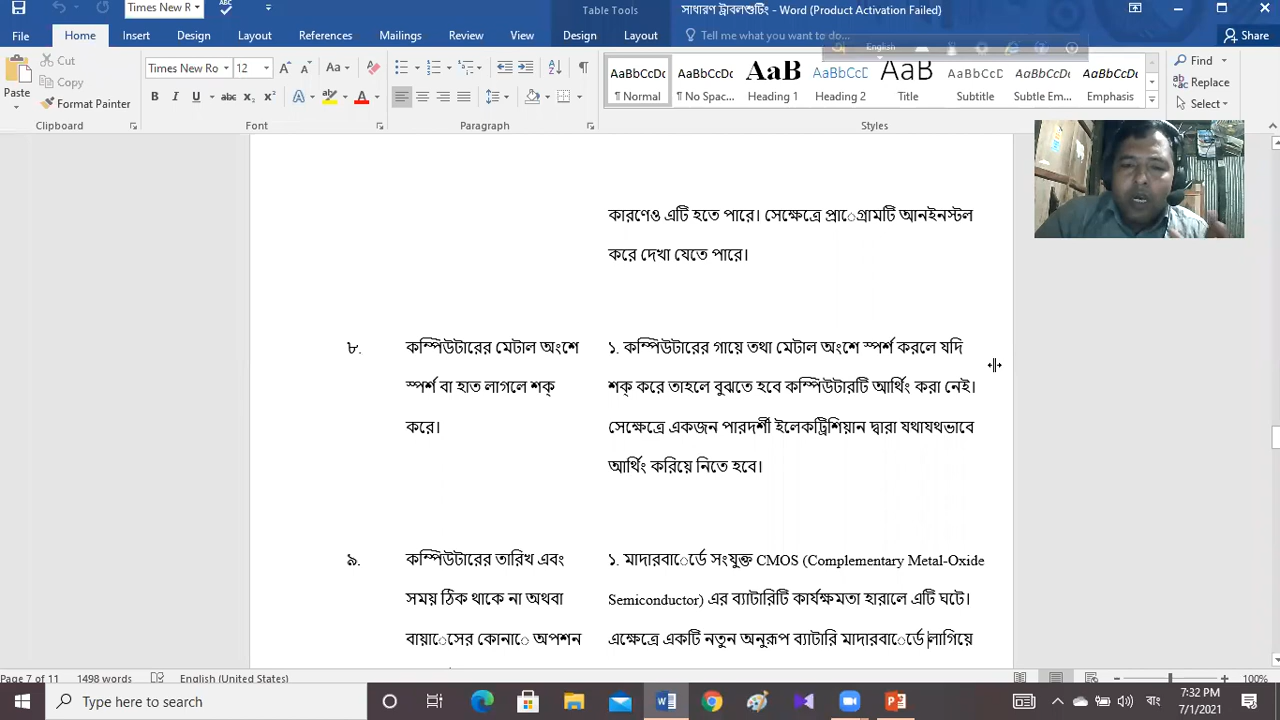 Times New Ro
Table Tools
সাধারণ ট্রাবলশুটিং - Word (Product Activation Failed)
File Home Insert Design Layout References Mailings Review View Design Layout Tell me what you want to do... Share
English
Cut
Copy
Format Painter
Paste
Times New Ro 12
AaBbCcDc AaBbCcDc AaB AaBbCcD AaB AaBbCcD AaBbCcDc AaBbCcDc
¶ Normal ¶ No Spac... Heading 1 Heading 2 Title Subtitle Subtle Em... Emphasis
Find
Replace
Select
Clipboard Font Paragraph Styles
কারণেও এটি হতে পারে। সেক্ষেত্রে প্রােগ্রামটি আনইনস্টল
করে দেখা যেতে পারে।
৮. কম্পিউটারের মেটাল অংশে ১. কম্পিউটারের গায়ে তথা মেটাল অংশে স্পর্শ করলে যদি
স্পর্শ বা হাত লাগলে শক্ শক্ করে তাহলে বুঝতে হবে কম্পিউটারটি আর্থিং করা নেই।
করে। সেক্ষেত্রে একজন পারদর্শী ইলেকট্রিশিয়ান দ্বারা যথাযথভাবে
আর্থিং করিয়ে নিতে হবে।
৯. কম্পিউটারের তারিখ এবং ১. মাদারবাের্ডে সংযুক্ত CMOS (Complementary Metal-Oxide
সময় ঠিক থাকে না অথবা Semiconductor) এর ব্যাটারিটি কার্যক্ষমতা হারালে এটি ঘটে।
বায়ােসের কোনাে অপশন এক্ষেত্রে একটি নতুন অনুরূপ ব্যাটারি মাদারবাের্ডে লাগিয়ে
Page 7 of 11 1498 words English (United States) 100%
Type here to search
বাং
7:32 PM
7/1/2021